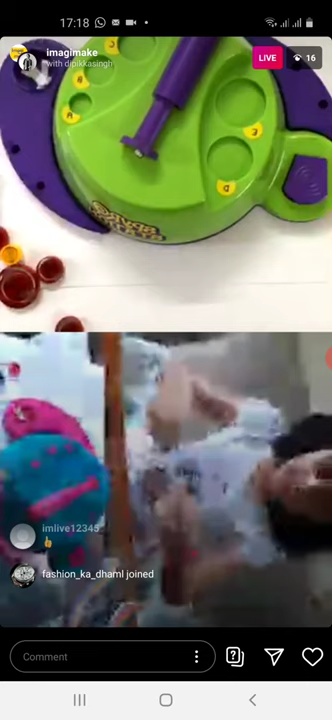 17:18
imagimake
with dipikkasingh
LIVE
16
imlive12345
fashion_ka_dhaml joined
Comment